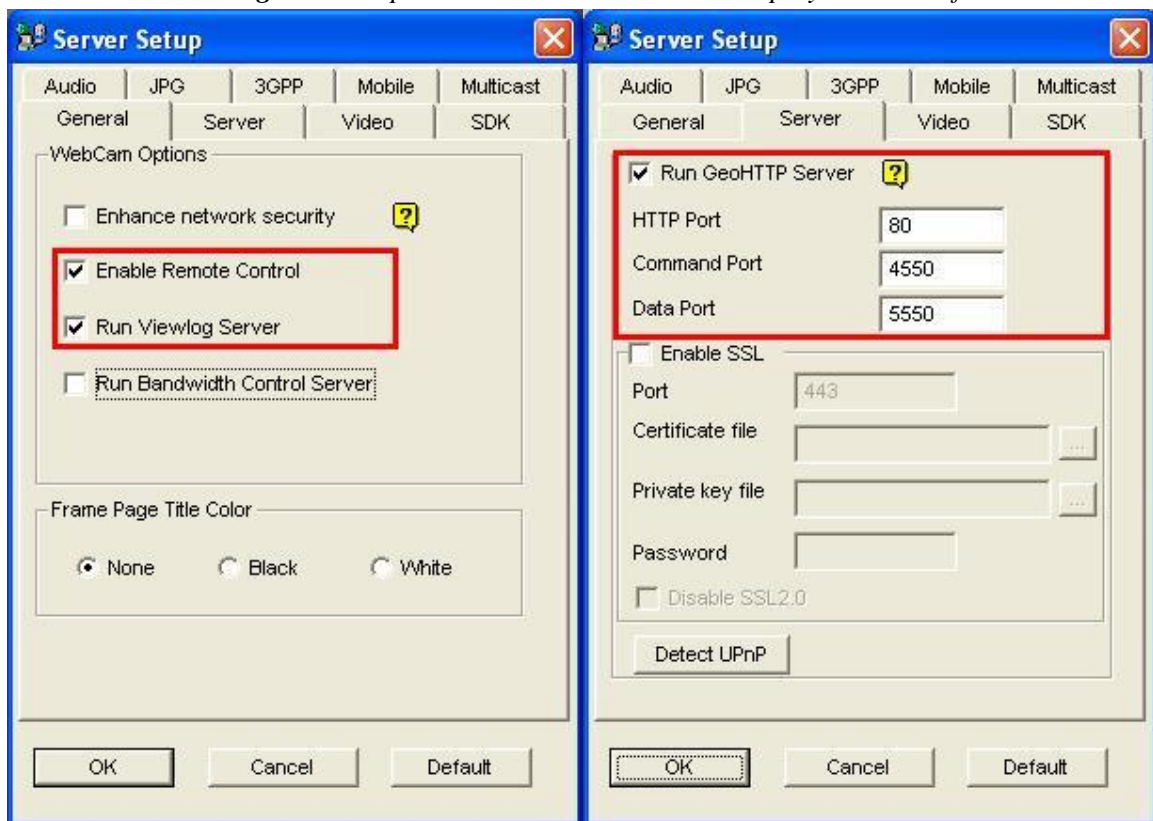 Server Setup
Audio JPG 3GPP Mobile Multicast
General Server Video SDK
WebCam Options
Enhance network security
?
Enable Remote Control
Run Viewlog Server
Run Bandwidth Control Server
Frame Page Title Color
None Black White
OK Cancel Default
Server Setup
Audio JPG 3GPP Mobile Multicast
General Server Video SDK
Run GeoHTTP Server
?
HTTP Port 80
Command Port 4550
Data Port 5550
Enable SSL
Port 443
Certificate file ...
Private key file ...
Password
Disable SSL2.0
Detect UPnP
OK Cancel Default